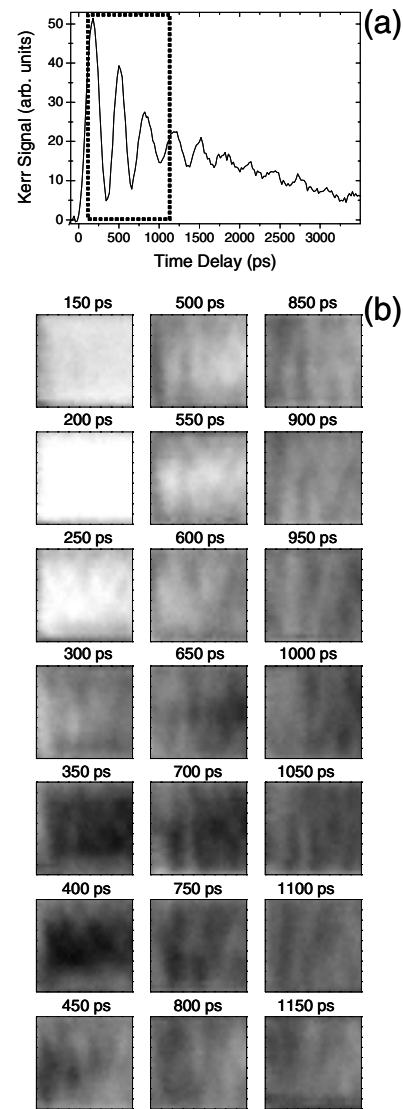 (a)
Kerr Signal (arb. units)
50
40
30
20
10
0
0 500 1000 1500 2000 2500 3000
Time Delay (ps)
(b)
150 ps 500 ps 850 ps
200 ps 550 ps 900 ps
250 ps 600 ps 950 ps
300 ps 650 ps 1000 ps
350 ps 700 ps 1050 ps
400 ps 750 ps 1100 ps
450 ps 800 ps 1150 ps